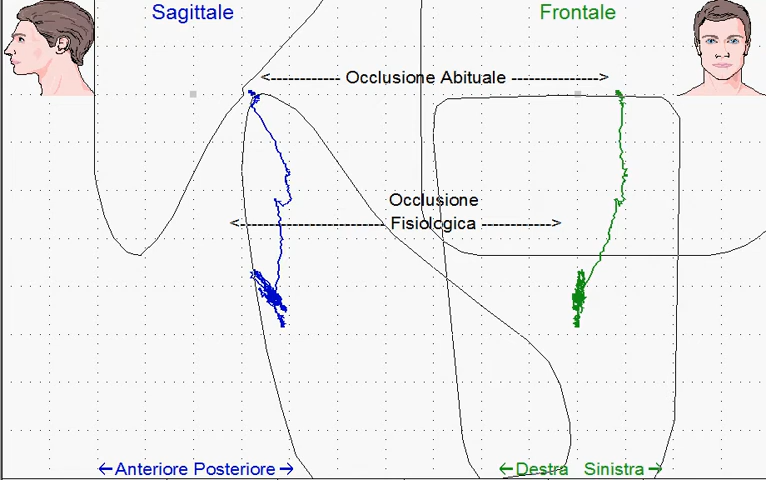 Sagittale
Frontale
<----------- Occlusione Abituale ------------->
Occlusione
<--------------------- Fisiologica ----------->
←Anteriore Posteriore→
←Destra Sinistra→